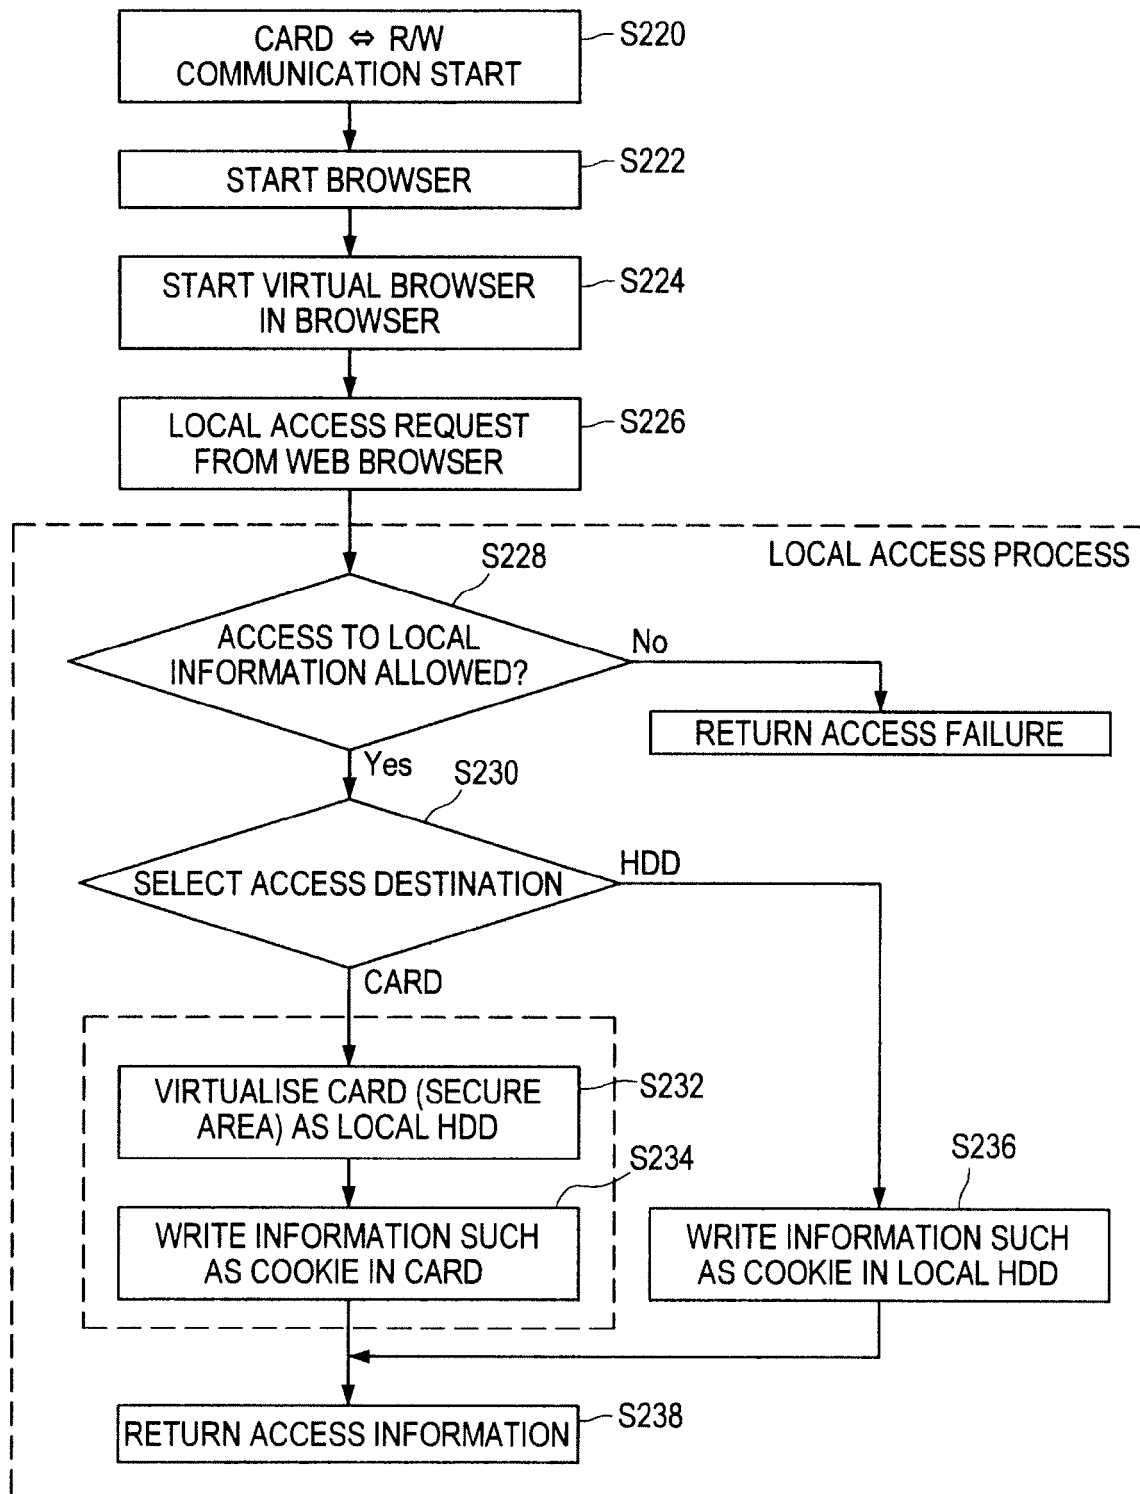 CARD ⇔ R/W
COMMUNICATION START
S220
START BROWSER
S222
START VIRTUAL BROWSER
IN BROWSER
S224
LOCAL ACCESS REQUEST
FROM WEB BROWSER
S226
LOCAL ACCESS PROCESS
S228
ACCESS TO LOCAL
INFORMATION ALLOWED?
No
RETURN ACCESS FAILURE
Yes
S230
SELECT ACCESS DESTINATION
HDD
CARD
VIRTUALISE CARD (SECURE
AREA) AS LOCAL HDD
S232
S234
WRITE INFORMATION SUCH
AS COOKIE IN CARD
S236
WRITE INFORMATION SUCH
AS COOKIE IN LOCAL HDD
RETURN ACCESS INFORMATION
S238